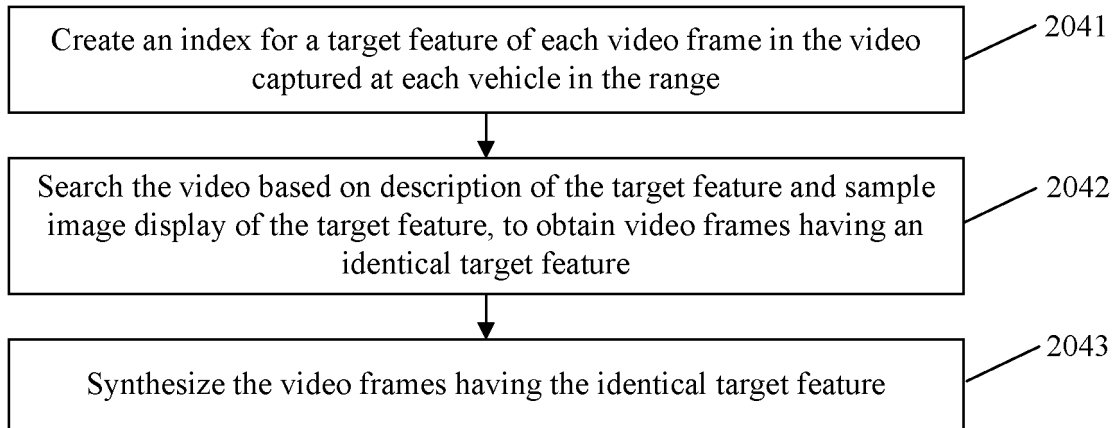 Create an index for a target feature of each video frame in the video
captured at each vehicle in the range
2041
Search the video based on description of the target feature and sample
image display of the target feature, to obtain video frames having an
identical target feature
2042
Synthesize the video frames having the identical target feature
2043